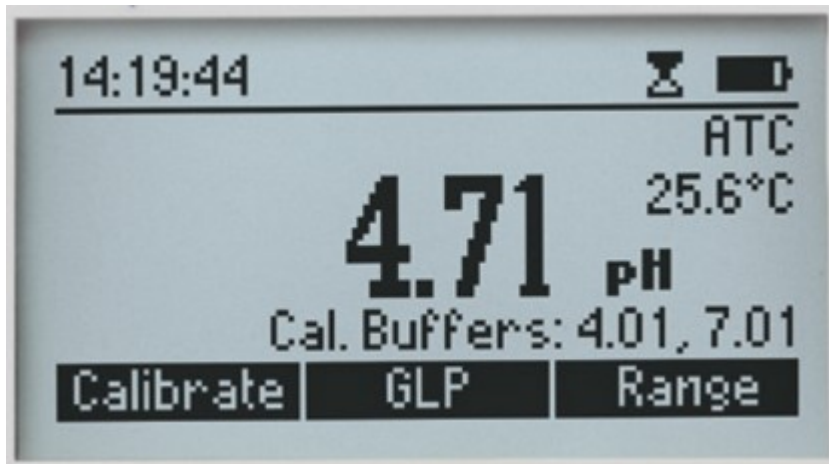 14:19:44
ATC
25.6°C
4.71 pH
Cal. Buffers: 4.01, 7.01
Calibrate GLP Range